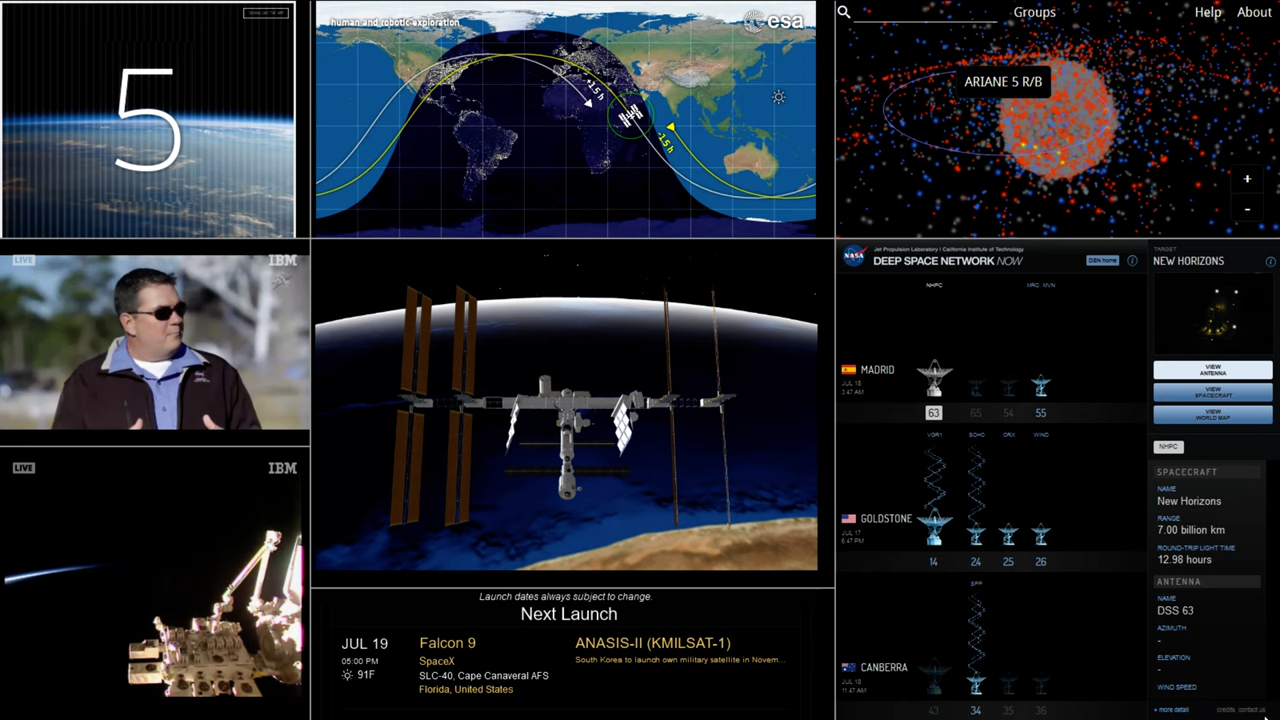 5
human and robotic exploration
esa
+1.5 h
-1.5 h
Groups
Help
About
ARIANE 5 R/B
+
-
LIVE
IBM
LIVE
IBM
Launch dates always subject to change.
Next Launch
JUL 19
05:00 PM
91F
Falcon 9
SpaceX
SLC-40, Cape Canaveral AFS
Florida, United States
ANASIS-II (KMILSAT-1)
South Korea to launch own military satellite in Novem...
NASA
Jet Propulsion Laboratory | California Institute of Technology
DEEP SPACE NETWORK NOW
DSN home
NHPC
MRO MVN
MADRID
JUL 18
3:47 AM
63
65
54
55
VGR1
SOHO
DRX
WIND
GOLDSTONE
JUL 17
6:47 PM
14
24
25
26
SPP
CANBERRA
JUL 18
11:47 AM
43
34
35
36
TARGET
NEW HORIZONS
VIEW
ANTENNA
VIEW
SPACECRAFT
VIEW
WORLD MAP
NHPC
SPACECRAFT
NAME
New Horizons
RANGE
7.00 billion km
ROUND-TRIP LIGHT TIME
12.98 hours
ANTENNA
NAME
DSS 63
AZIMUTH
-
ELEVATION
-
WIND SPEED
+ more detail
credits contact us